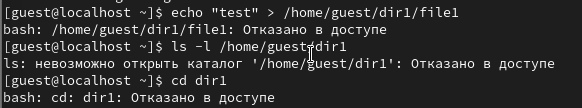 [guest@localhost ~]$ echo "test" > /home/guest/dir1/file1
bash: /home/guest/dir1/file1: Отказано в доступе
[guest@localhost ~]$ ls -l /home/guest/dir1
ls: невозможно открыть каталог '/home/guest/dir1': Отказано в доступе
[guest@localhost ~]$ cd dir1
bash: cd: dir1: Отказано в доступе